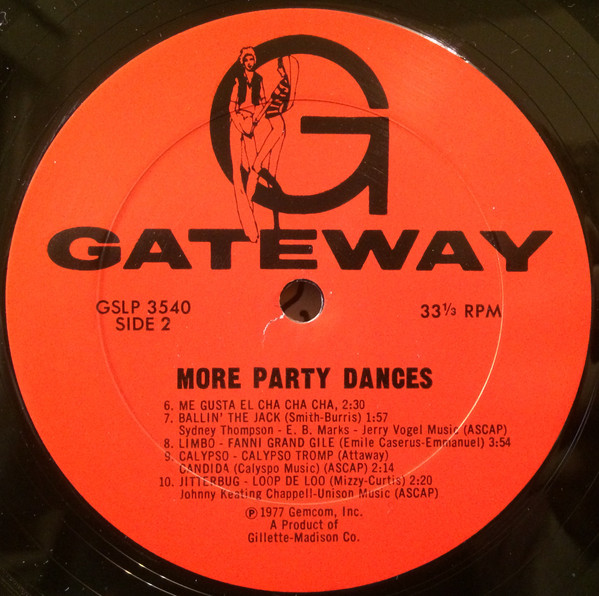 G
GATEWAY
GSLP 3540
SIDE 2
33 1/3 RPM
MORE PARTY DANCES
6. ME GUSTA EL CHA CHA CHA, 2:30
7. BALLIN' THE JACK (Smith-Burris) 1:57
Sydney Thompson - E. B. Marks - Jerry Vogel Music (ASCAP)
8. LIMBO - FANNI GRAND GILE (Emile Caserus-Emmanuel) 3:54
9. CALYPSO - CALYPSO TROMP (Attaway)
CANDIDA (Calyspo Music) (ASCAP) 2:14
10. JITTERBUG - LOOP DE LOO (Mizzy-Curtis) 2:20
Johnny Keating Chappell-Unison Music (ASCAP)
℗ 1977 Gemcom, Inc.
A Product of
Gillette-Madison Co.